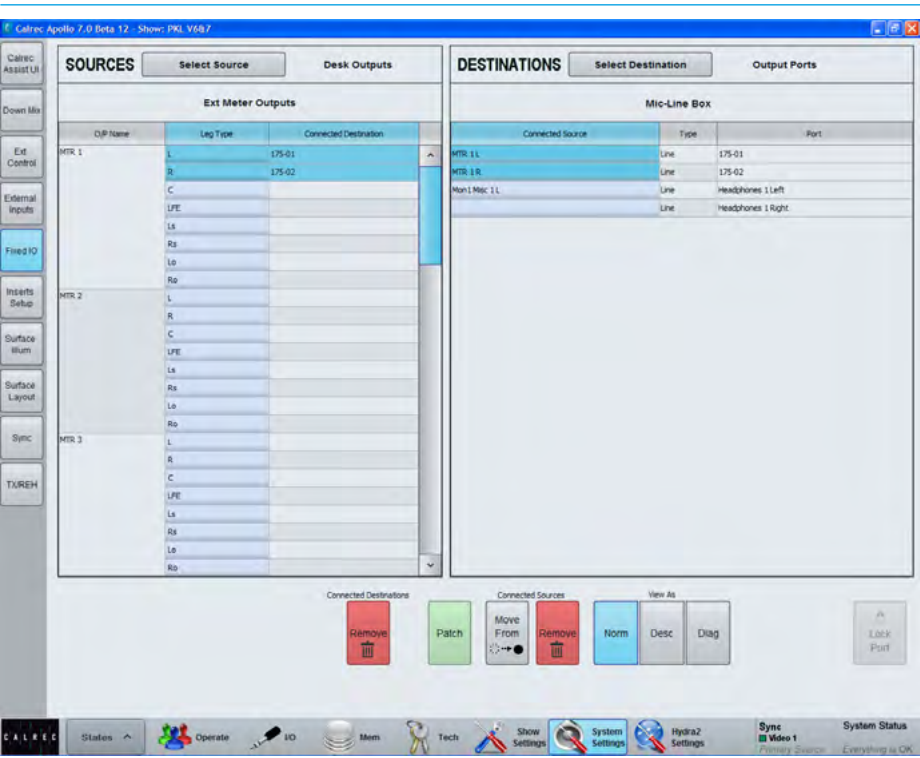 Calrec Apollo 7.0 Beta 12 - Show: PKL V6&7
Calrec Assist UI
Down Mix
Ext Control
External Inputs
Fixed IO
Inserts Setup
Surface Illum
Surface Layout
Sync
TX/REH
SOURCES Select Source Desk Outputs
Ext Meter Outputs
O/P Name Leg Type Connected Destination
MTR 1 L 175-01
R 175-02
C
LFE
Ls
Rs
Lo
Ro
MTR 2 L
R
C
LFE
Ls
Rs
Lo
Ro
MTR 3 L
R
C
LFE
Ls
Rs
Lo
Ro
DESTINATIONS Select Destination Output Ports
Mic-Line Box
Connected Source Type Port
MTR 1 L Line 175-01
MTR 1 R Line 175-02
Mon1 Misc 1 L Line Headphones 1 Left
Line Headphones 1 Right
Connected Destinations Connected Sources View As
Remove Patch Move From Remove Norm Desc Diag Lock Port
CALREC States Operate I/O Mem Tech Show Settings System Settings Hydra2 Settings
Sync
Video 1
Primary Source
System Status
Everything is OK